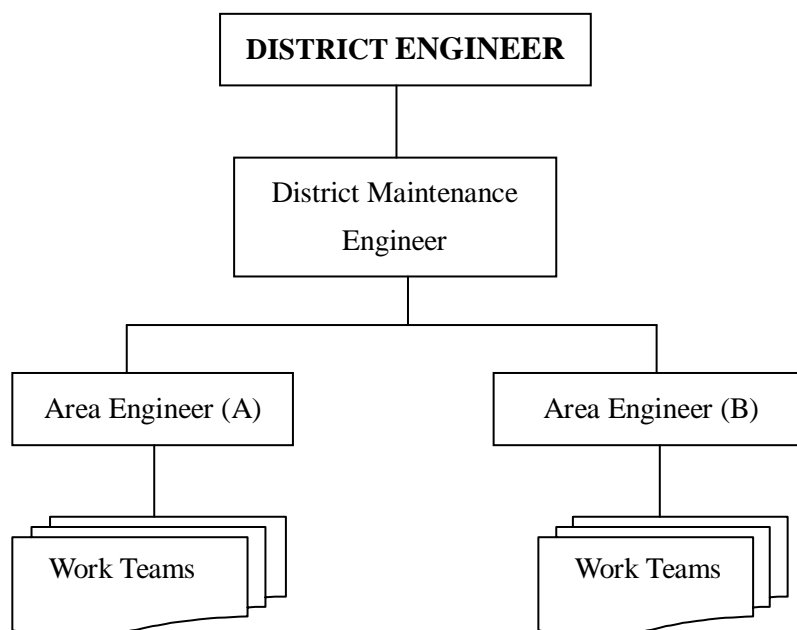 DISTRICT ENGINEER
District Maintenance
Engineer
Area Engineer (A)
Area Engineer (B)
Work Teams
Work Teams